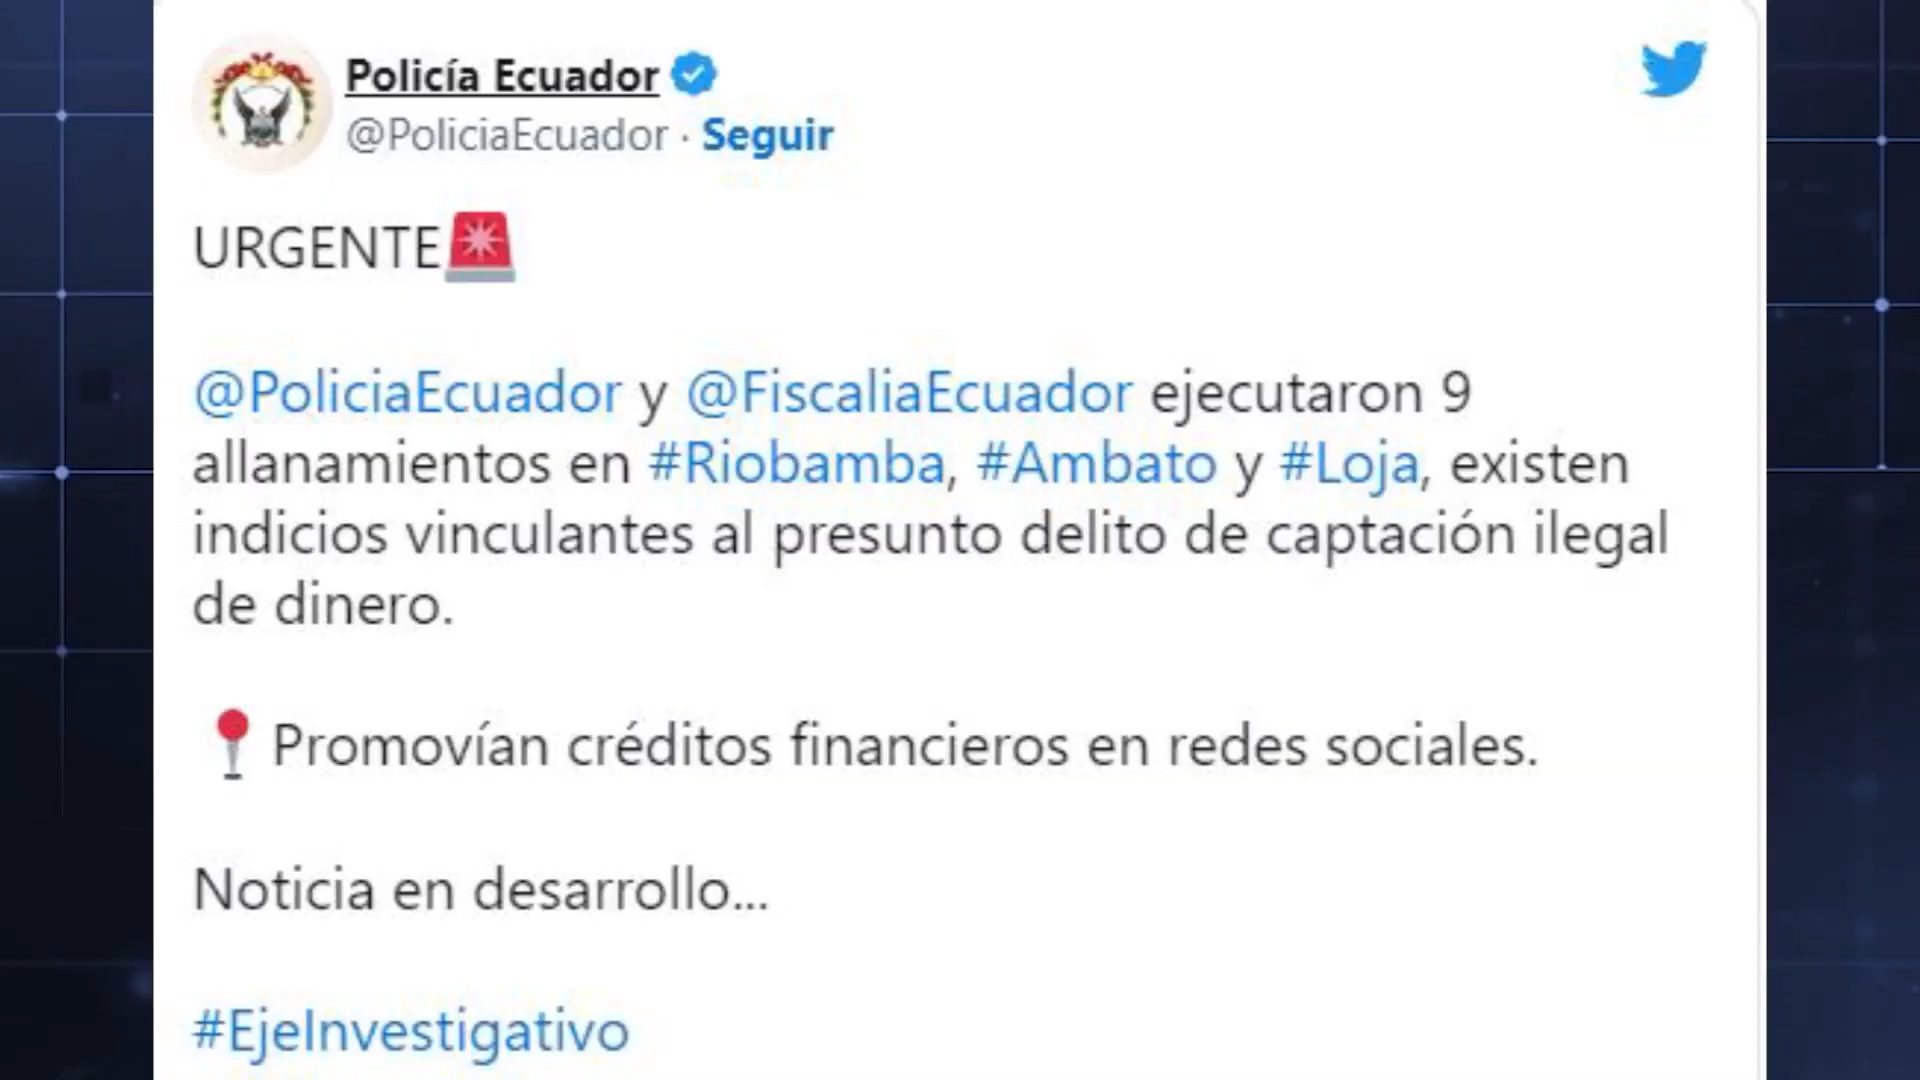 Policía Ecuador
@PoliciaEcuador · Seguir
URGENTE🚨
@PoliciaEcuador y @FiscaliaEcuador ejecutaron 9
allanamientos en #Riobamba, #Ambato y #Loja, existen
indicios vinculantes al presunto delito de captación ilegal
de dinero.
📍Promovían créditos financieros en redes sociales.
Noticia en desarrollo...
#EjeInvestigativo